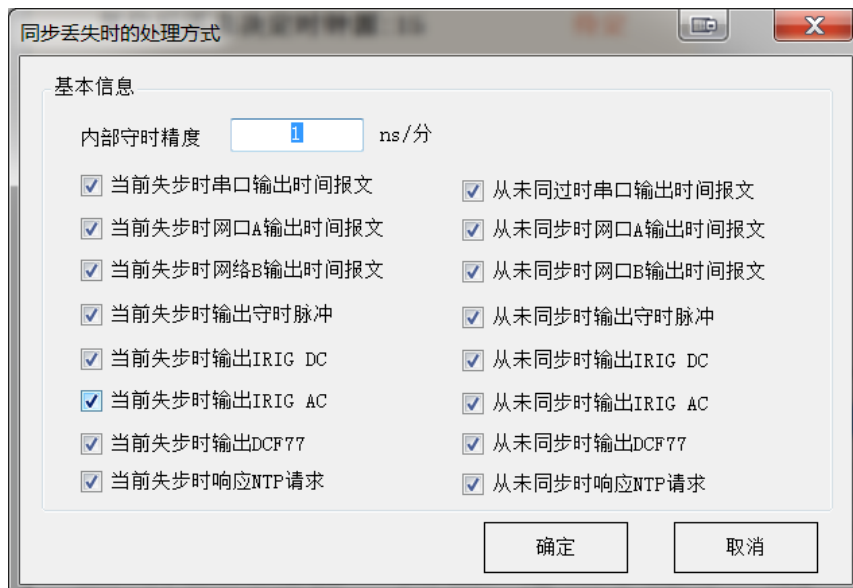 同步丢失时的处理方式
基本信息
内部守时精度 1 ns/分
当前失步时串口输出时间报文 从未同过时串口输出时间报文
当前失步时网口A输出时间报文 从未同步时网口A输出时间报文
当前失步时网络B输出时间报文 从未同步时网口B输出时间报文
当前失步时输出守时脉冲 从未同步时输出守时脉冲
当前失步时输出IRIG DC 从未同步时输出IRIG DC
当前失步时输出IRIG AC 从未同步时输出IRIG AC
当前失步时输出DCF77 从未同步时输出DCF77
当前失步时响应NTP请求 从未同步时响应NTP请求
确定 取消